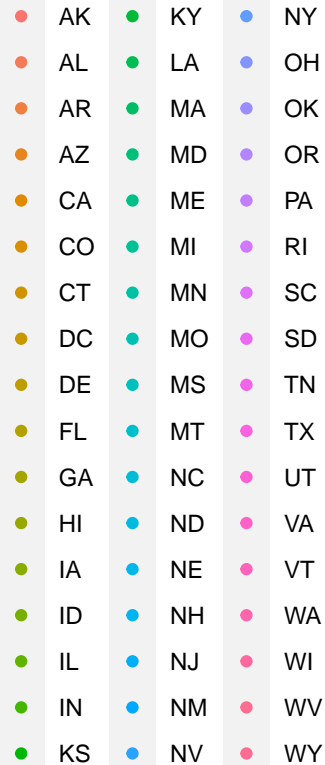 AK
AL
AR
AZ
CA
CO
CT
DC
DE
FL
GA
HI
IA
ID
IL
IN
KS
KY
LA
MA
MD
ME
MI
MN
MO
MS
MT
NC
ND
NE
NH
NJ
NM
NV
NY
OH
OK
OR
PA
RI
SC
SD
TN
TX
UT
VA
VT
WA
WI
WV
WY